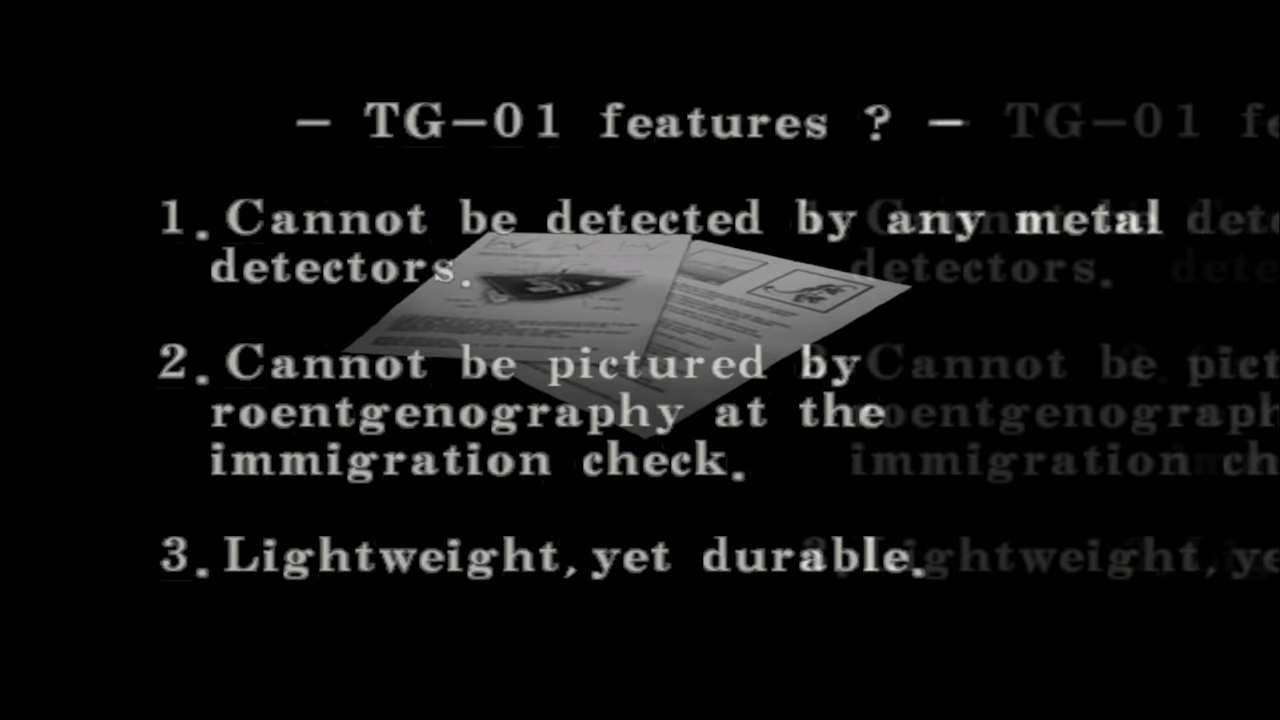 - TG-01 features ? -
1. Cannot be detected by any metal
detectors.
2. Cannot be pictured by
roentgenography at the
immigration check.
3. Lightweight, yet durable.